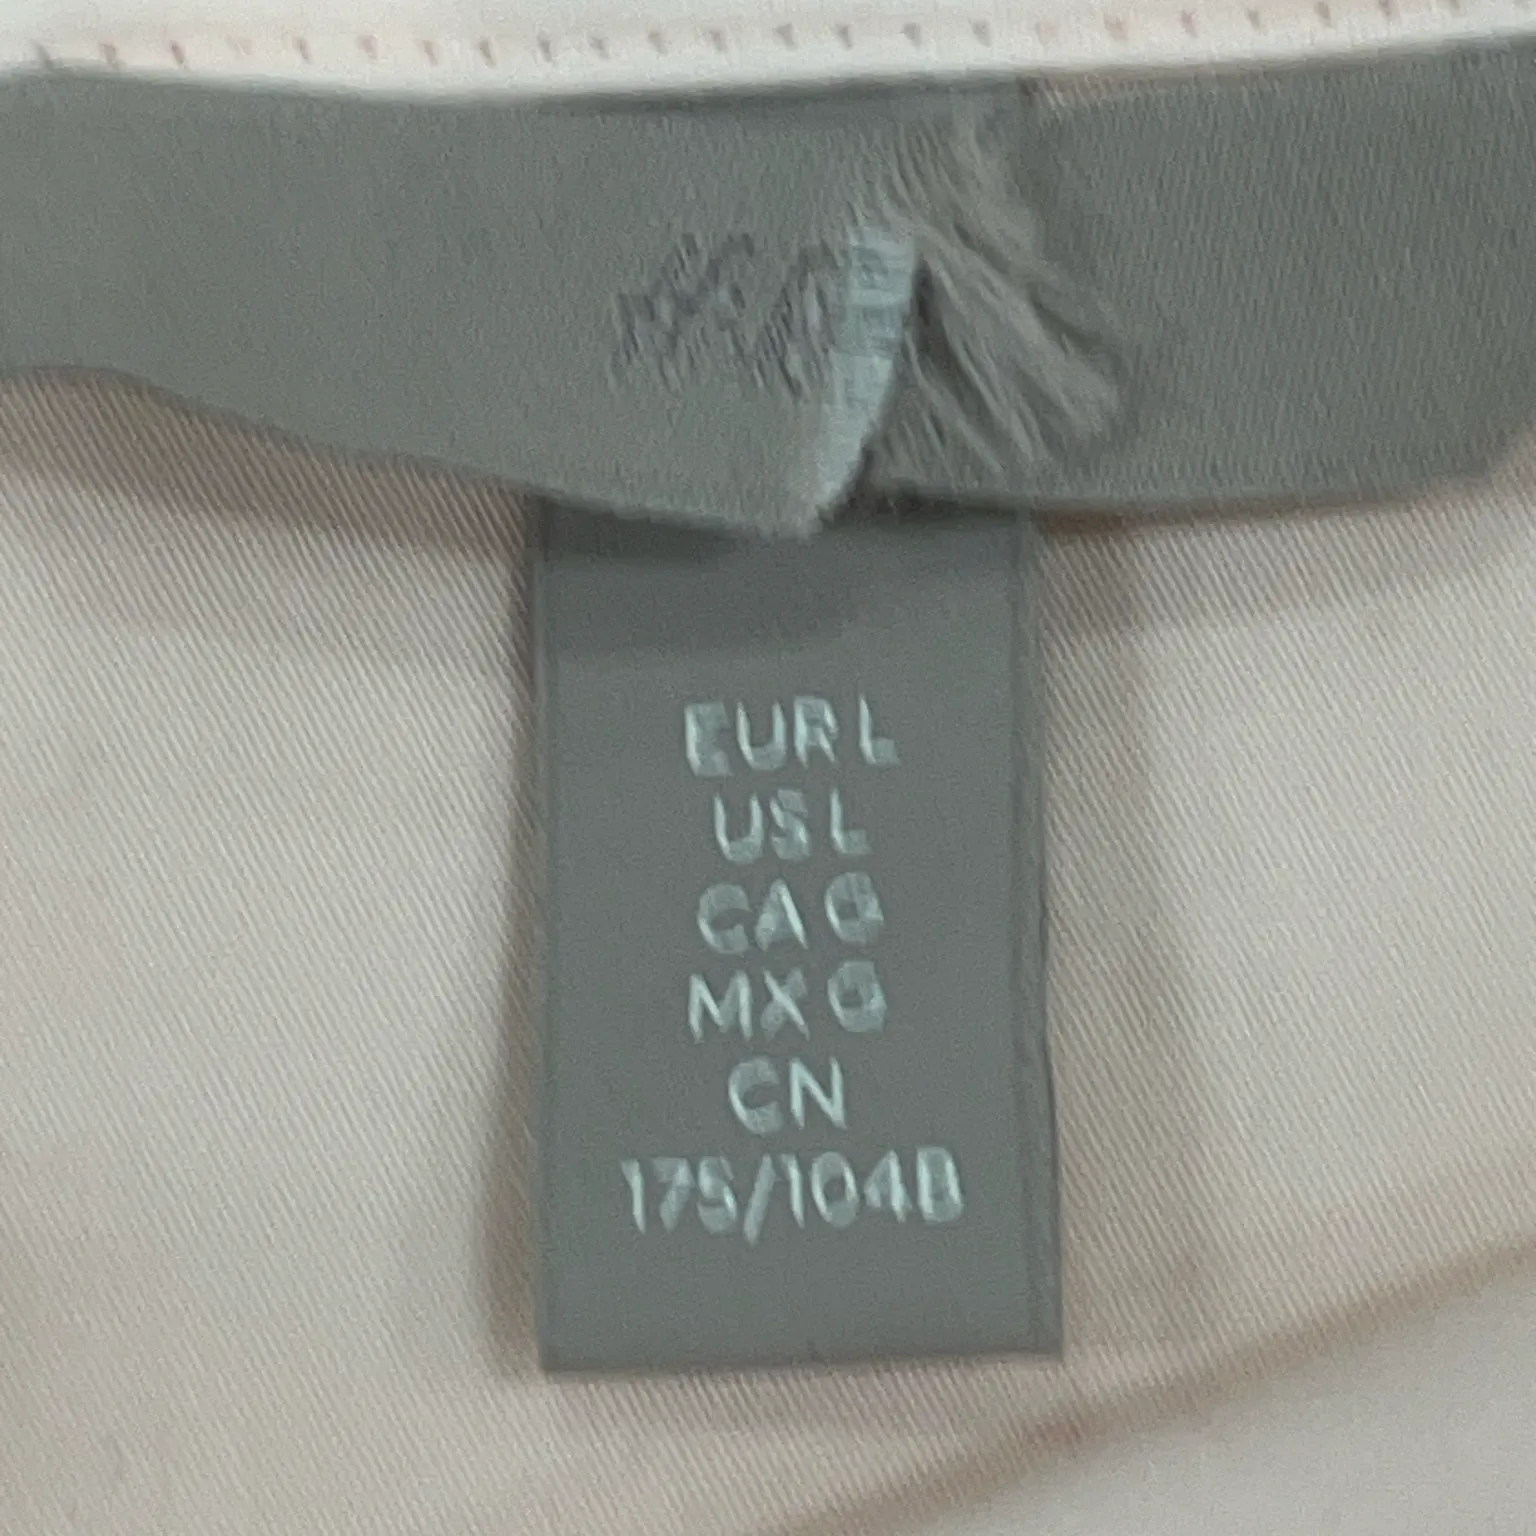 EUR L
US L
CA G
MX G
CN
175/104B